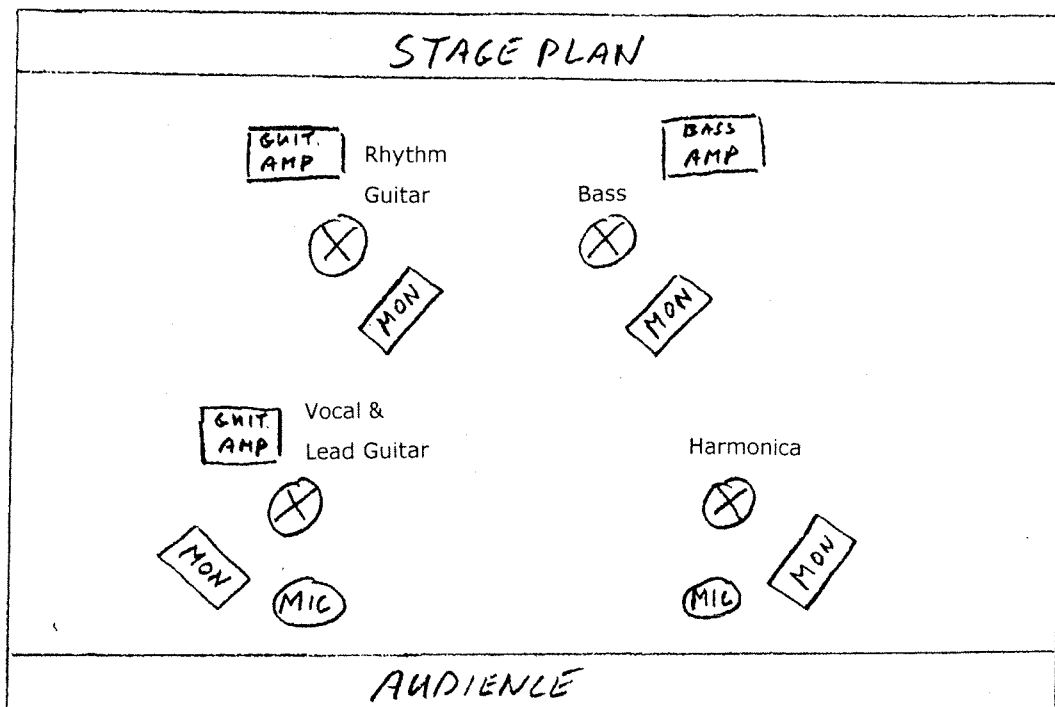 STAGE PLAN
GUIT.
AMP
Rhythm
Guitar
BASS
AMP
Bass
MON
MON
GUIT.
AMP
Vocal &
Lead Guitar
Harmonica
MON
MIC
MIC
MON
AUDIENCE